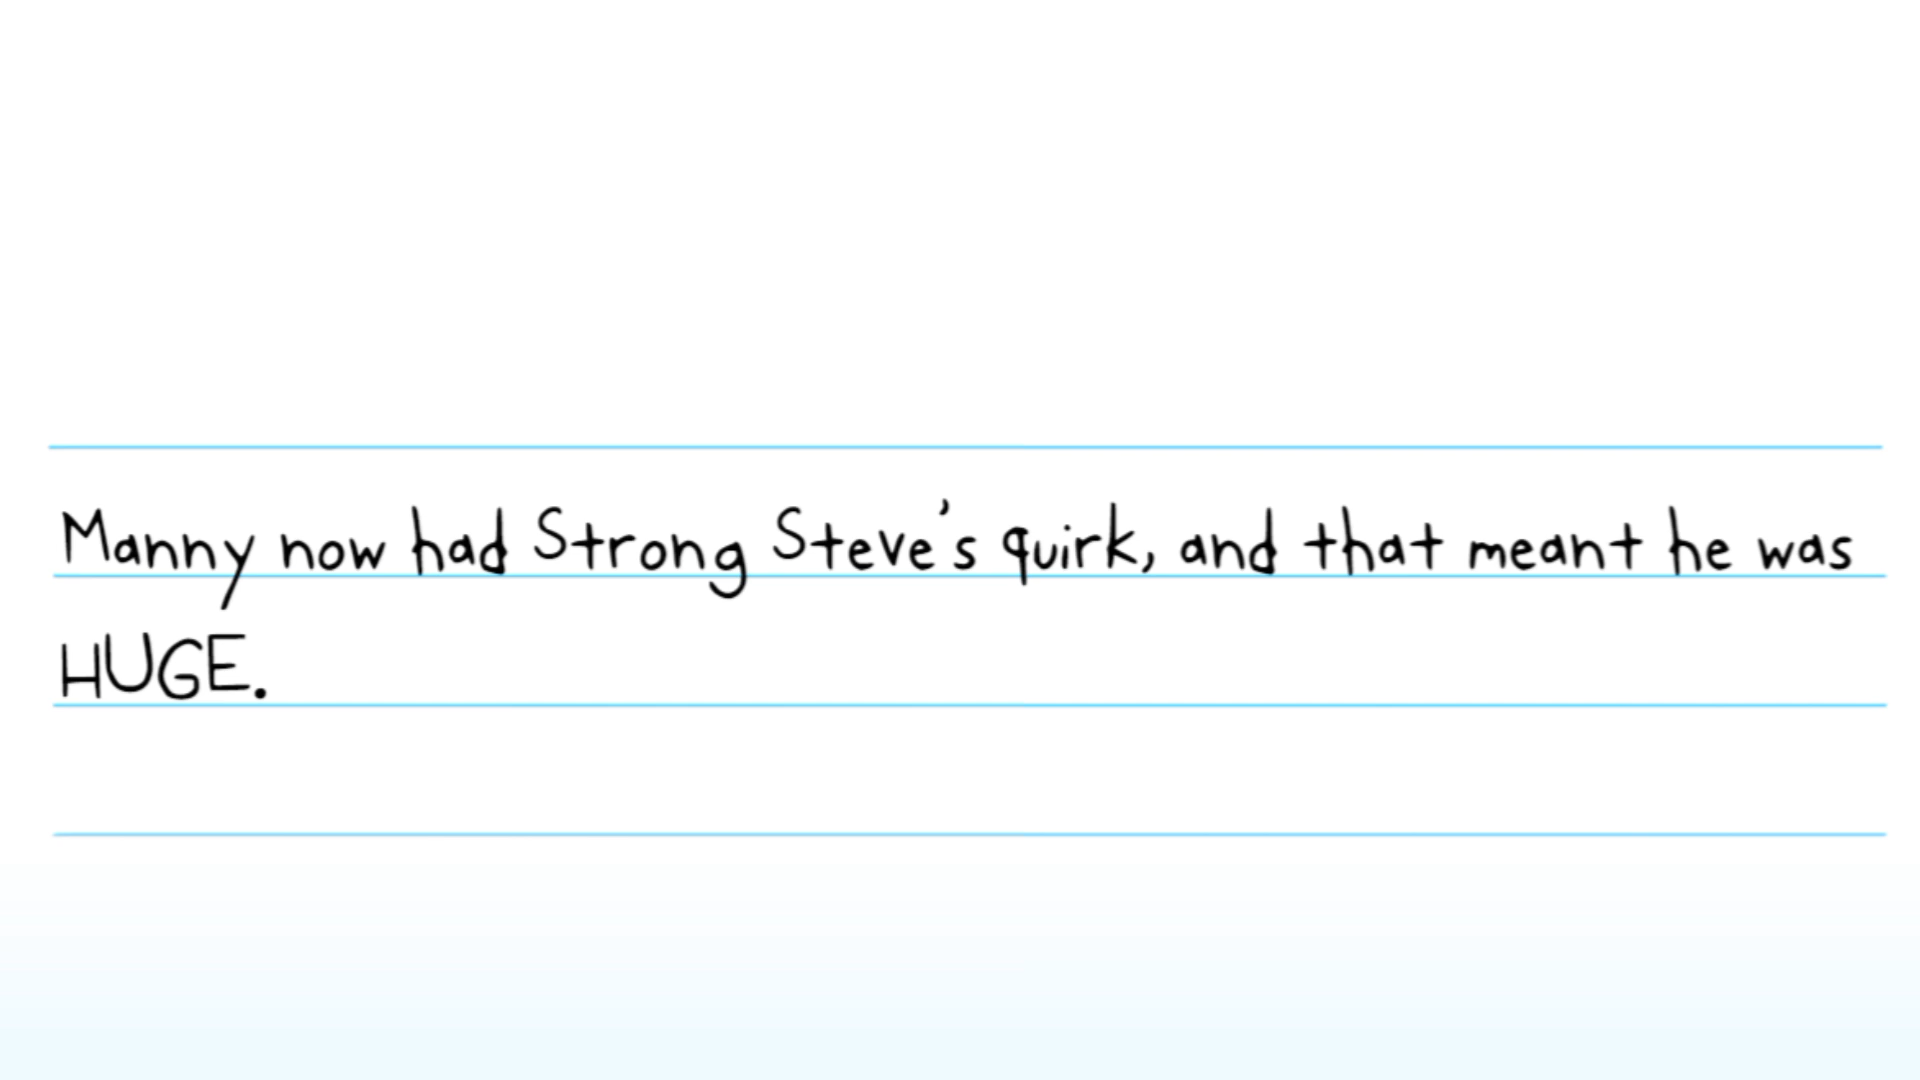 Manny now had Strong Steve's quirk, and that meant he was
HUGE.